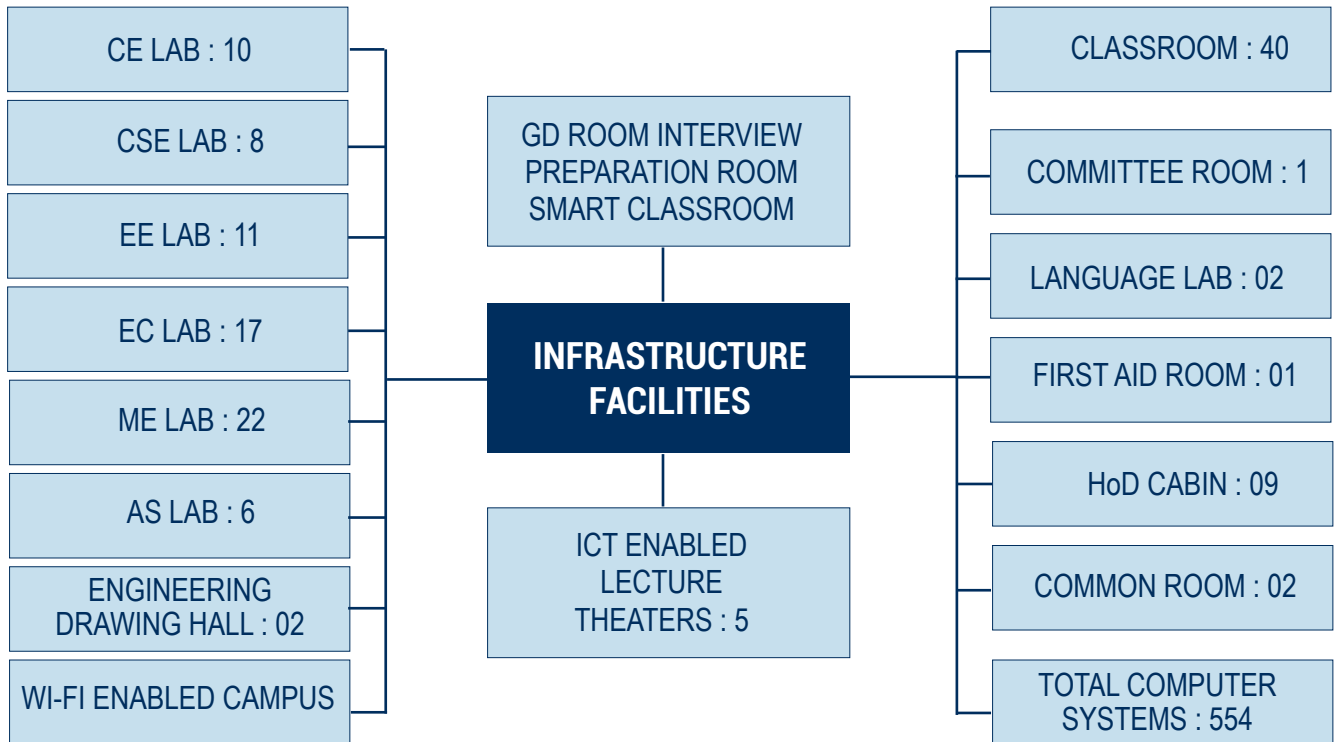 CE LAB : 10
CSE LAB : 8
EE LAB : 11
EC LAB : 17
ME LAB : 22
AS LAB : 6
ENGINEERING
DRAWING HALL : 02
WI-FI ENABLED CAMPUS
GD ROOM INTERVIEW
PREPARATION ROOM
SMART CLASSROOM
INFRASTRUCTURE
FACILITIES
ICT ENABLED
LECTURE
THEATERS : 5
CLASSROOM : 40
COMMITTEE ROOM : 1
LANGUAGE LAB : 02
FIRST AID ROOM : 01
HoD CABIN : 09
COMMON ROOM : 02
TOTAL COMPUTER
SYSTEMS : 554